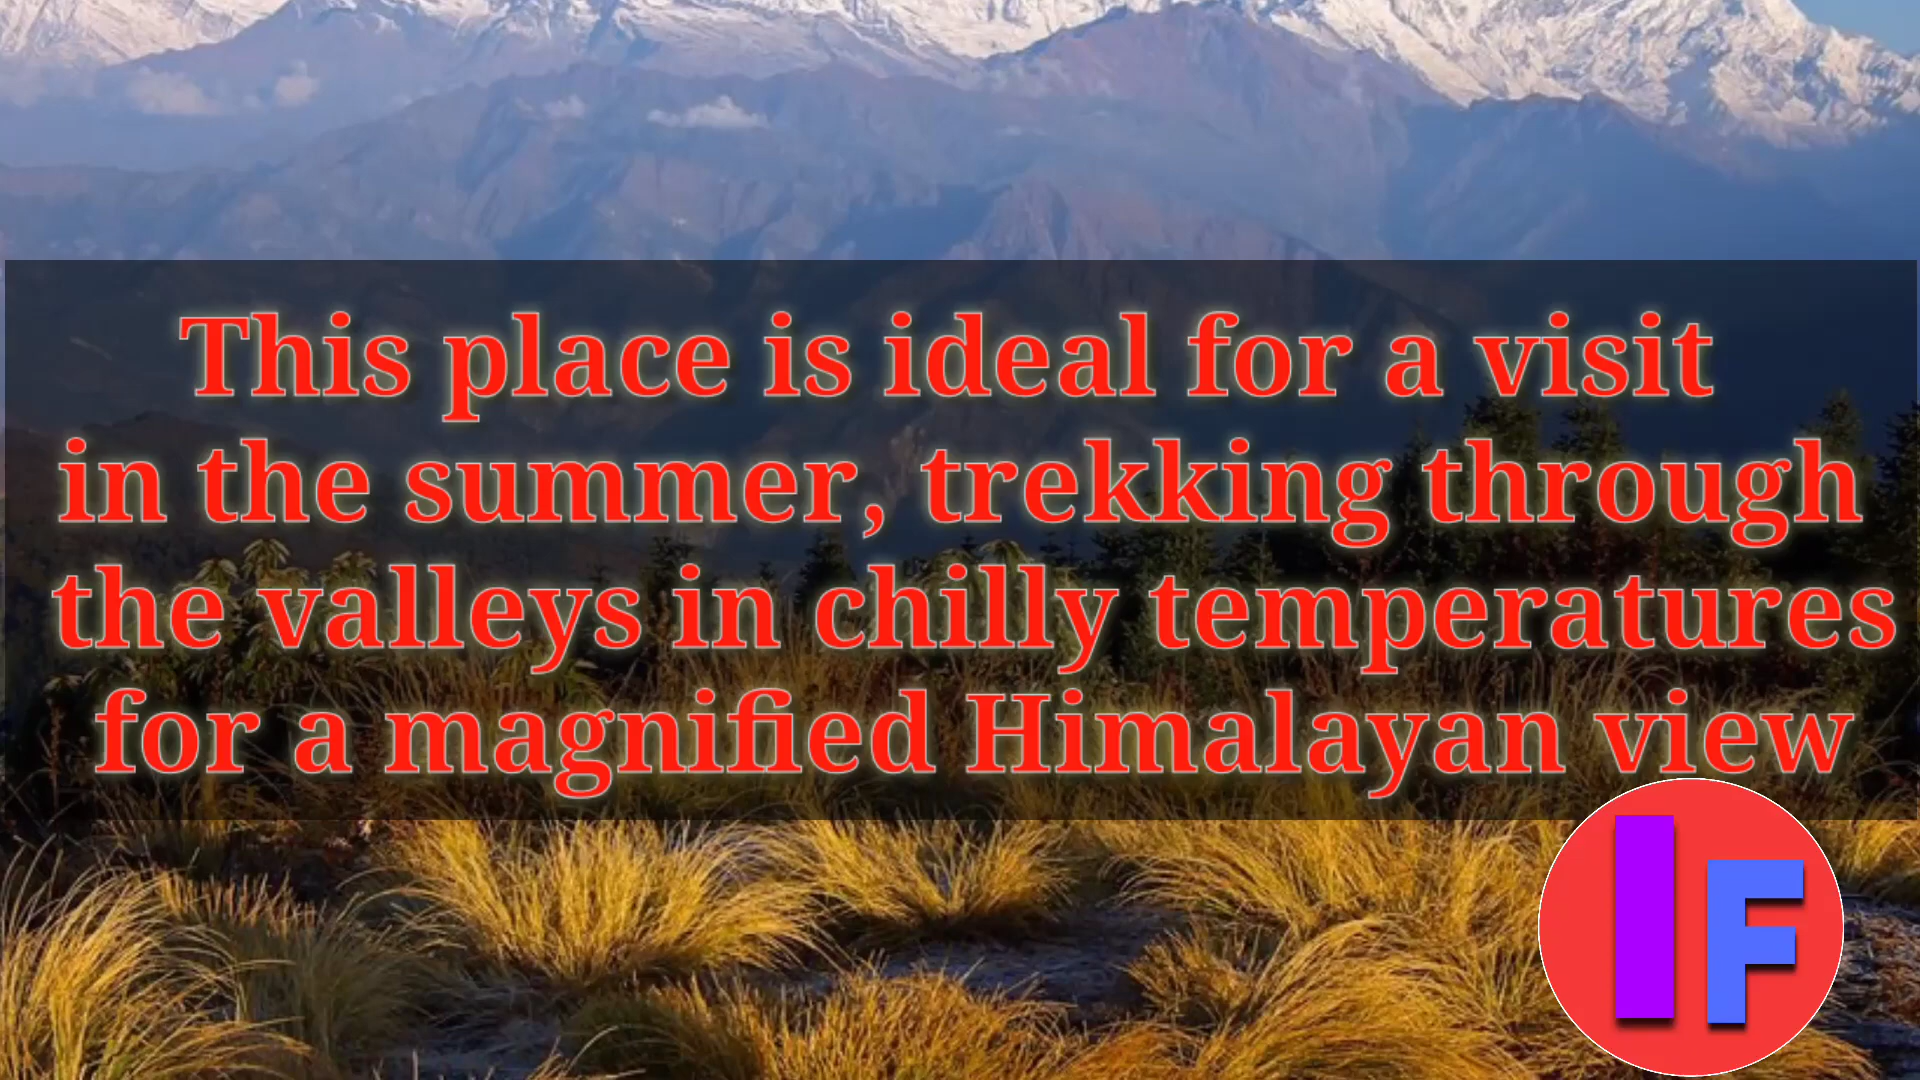 This place is ideal for a visit
in the summer, trekking through
the valleys in chilly temperatures
for a magnified Himalayan view
IF